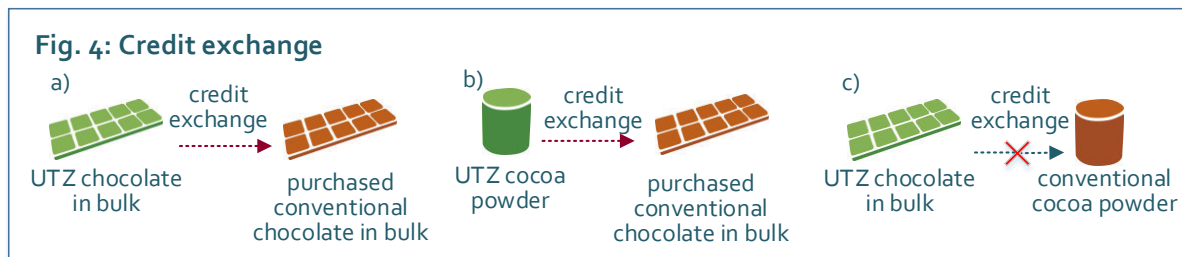 Fig. 4: Credit exchange
a)
credit
exchange
UTZ chocolate
in bulk
purchased
conventional
chocolate in bulk
b)
credit
exchange
UTZ cocoa
powder
purchased
conventional
chocolate in bulk
c)
credit
exchange
UTZ chocolate
in bulk
conventional
cocoa powder